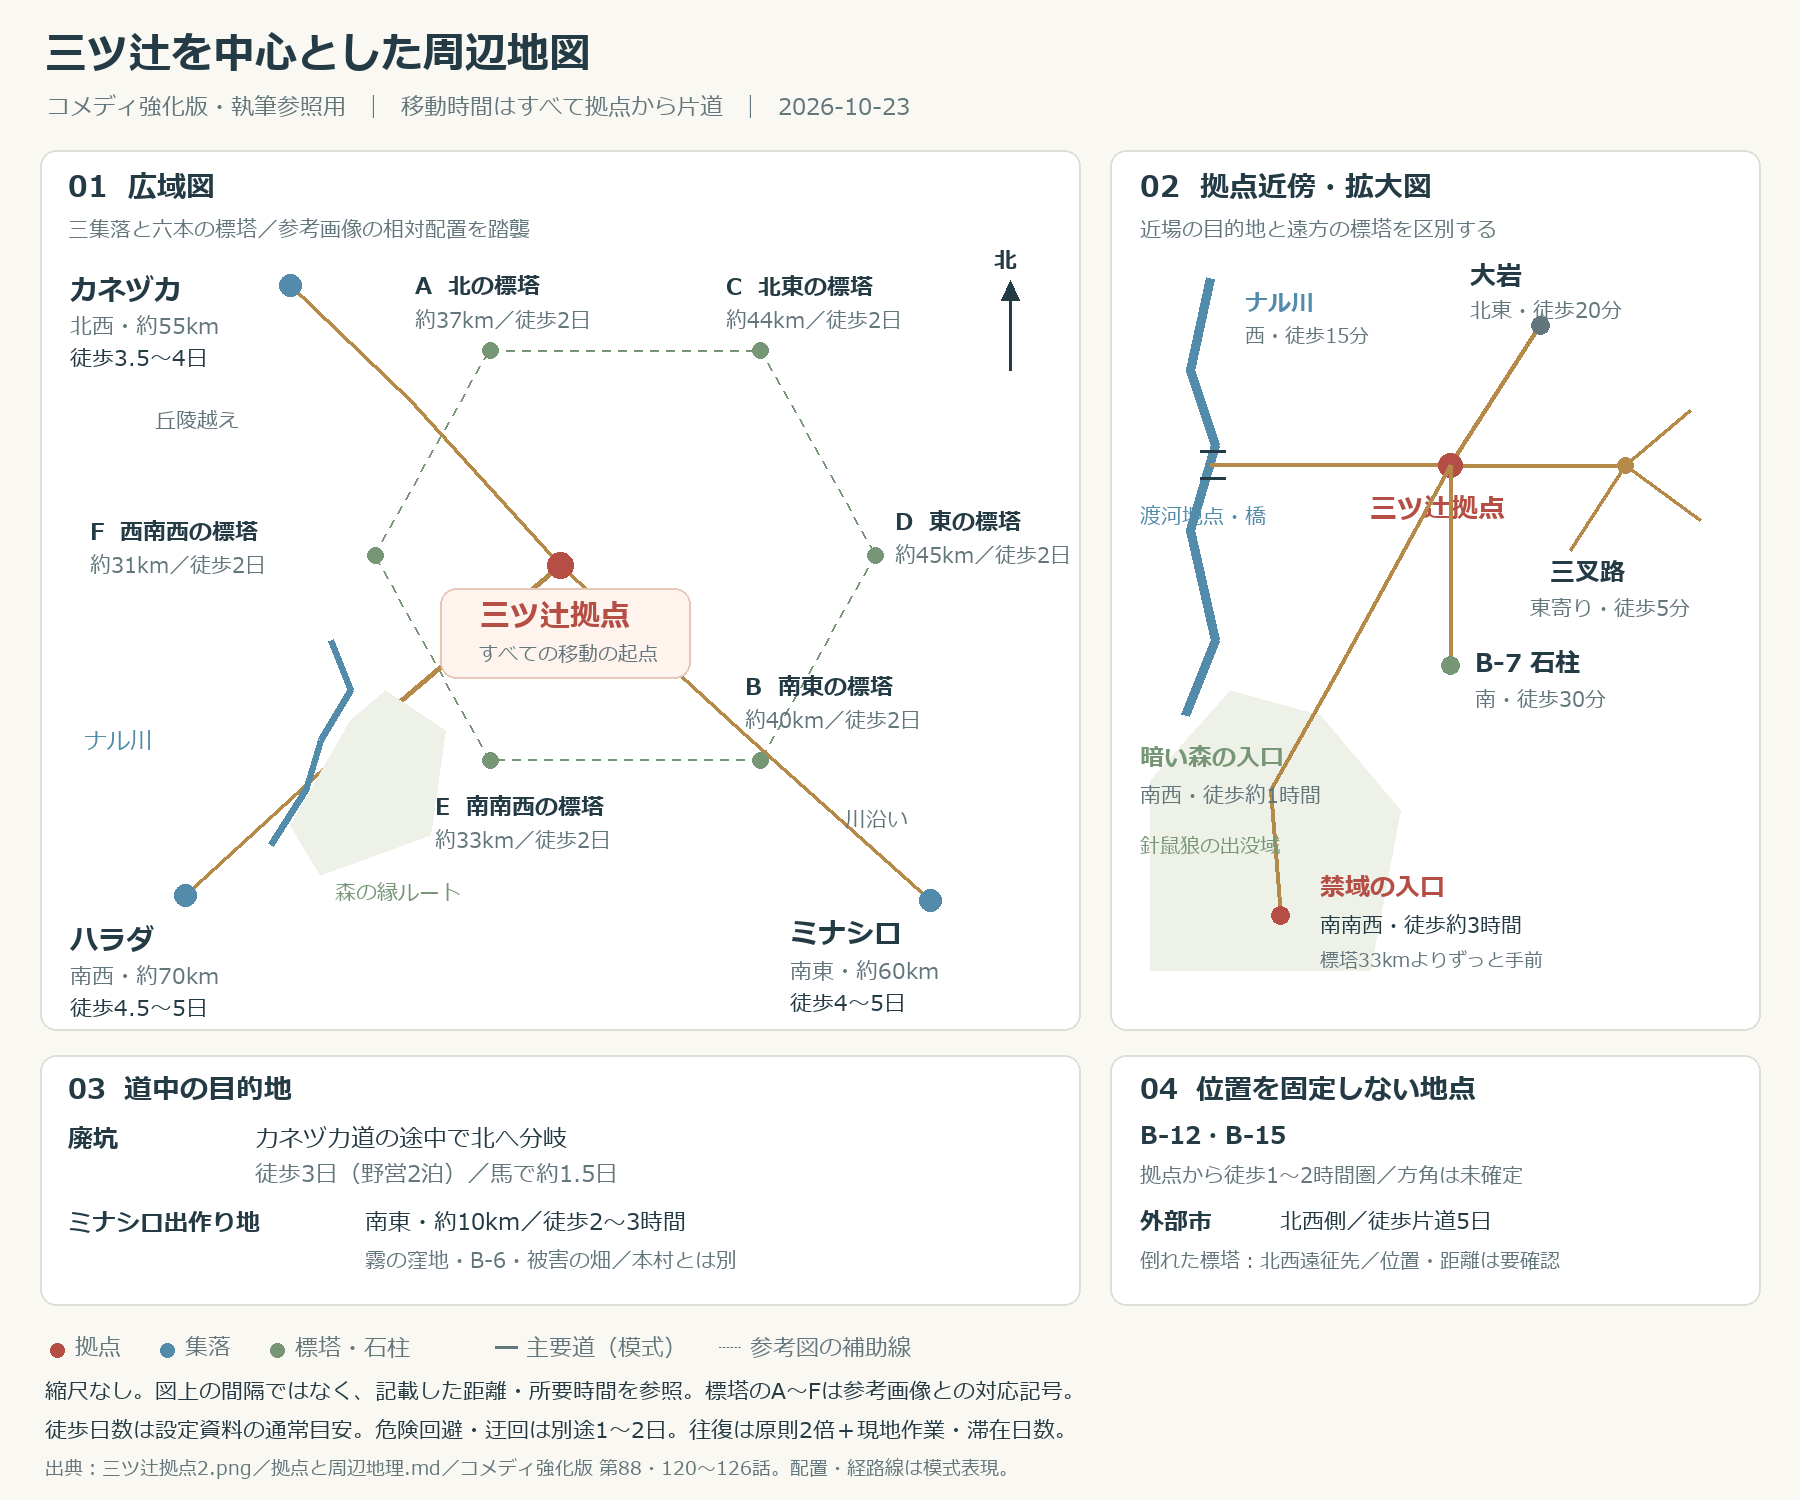 三ツ辻を中心とした周辺地図
コメディ強化版・執筆参照用 ｜ 移動時間はすべて拠点から片道 ｜ 2026-10-23
01 広域図
三集落と六本の標塔／参考画像の相対配置を踏襲
北
カネヅカ
北西・約55km
徒歩3.5〜4日
A 北の標塔
約37km／徒歩2日
C 北東の標塔
約44km／徒歩2日
丘陵越え
F 西南西の標塔
約31km／徒歩2日
D 東の標塔
約45km／徒歩2日
三ツ辻拠点
すべての移動の起点
B 南東の標塔
約40km／徒歩2日
ナル川
E 南南西の標塔
約33km／徒歩2日
川沿い
森の縁ルート
ハラダ
南西・約70km
徒歩4.5〜5日
ミナシロ
南東・約60km
徒歩4〜5日
02 拠点近傍・拡大図
近場の目的地と遠方の標塔を区別する
大岩
北東・徒歩20分
ナル川
西・徒歩15分
渡河地点・橋
三ツ辻拠点
三叉路
東寄り・徒歩5分
B-7 石柱
南・徒歩30分
暗い森の入口
南西・徒歩約1時間
針鼠狼の出没域
禁域の入口
南南西・徒歩約3時間
標塔33kmよりずっと手前
03 道中の目的地
廃坑 カネヅカ道の途中で北へ分岐
徒歩3日（野営2泊）／馬で約1.5日
ミナシロ出作り地 南東・約10km／徒歩2〜3時間
霧の窪地・B-6・被害の畑／本村とは別
04 位置を固定しない地点
B-12・B-15
拠点から徒歩1〜2時間圏／方角は未確定
外部市 北西側／徒歩片道5日
倒れた標塔：北西遠征先／位置・距離は要確認
拠点 集落 標塔・石柱 主要道（模式） 参考図の補助線
縮尺なし。図上の間隔ではなく、記載した距離・所要時間を参照。標塔のA〜Fは参考画像との対応記号。
徒歩日数は設定資料の通常目安。危険回避・迂回は別途1〜2日。往復は原則2倍＋現地作業・滞在日数。
出典：三ツ辻拠点2.png／拠点と周辺地理.md／コメディ強化版 第88・120〜126話。配置・経路線は模式表現。